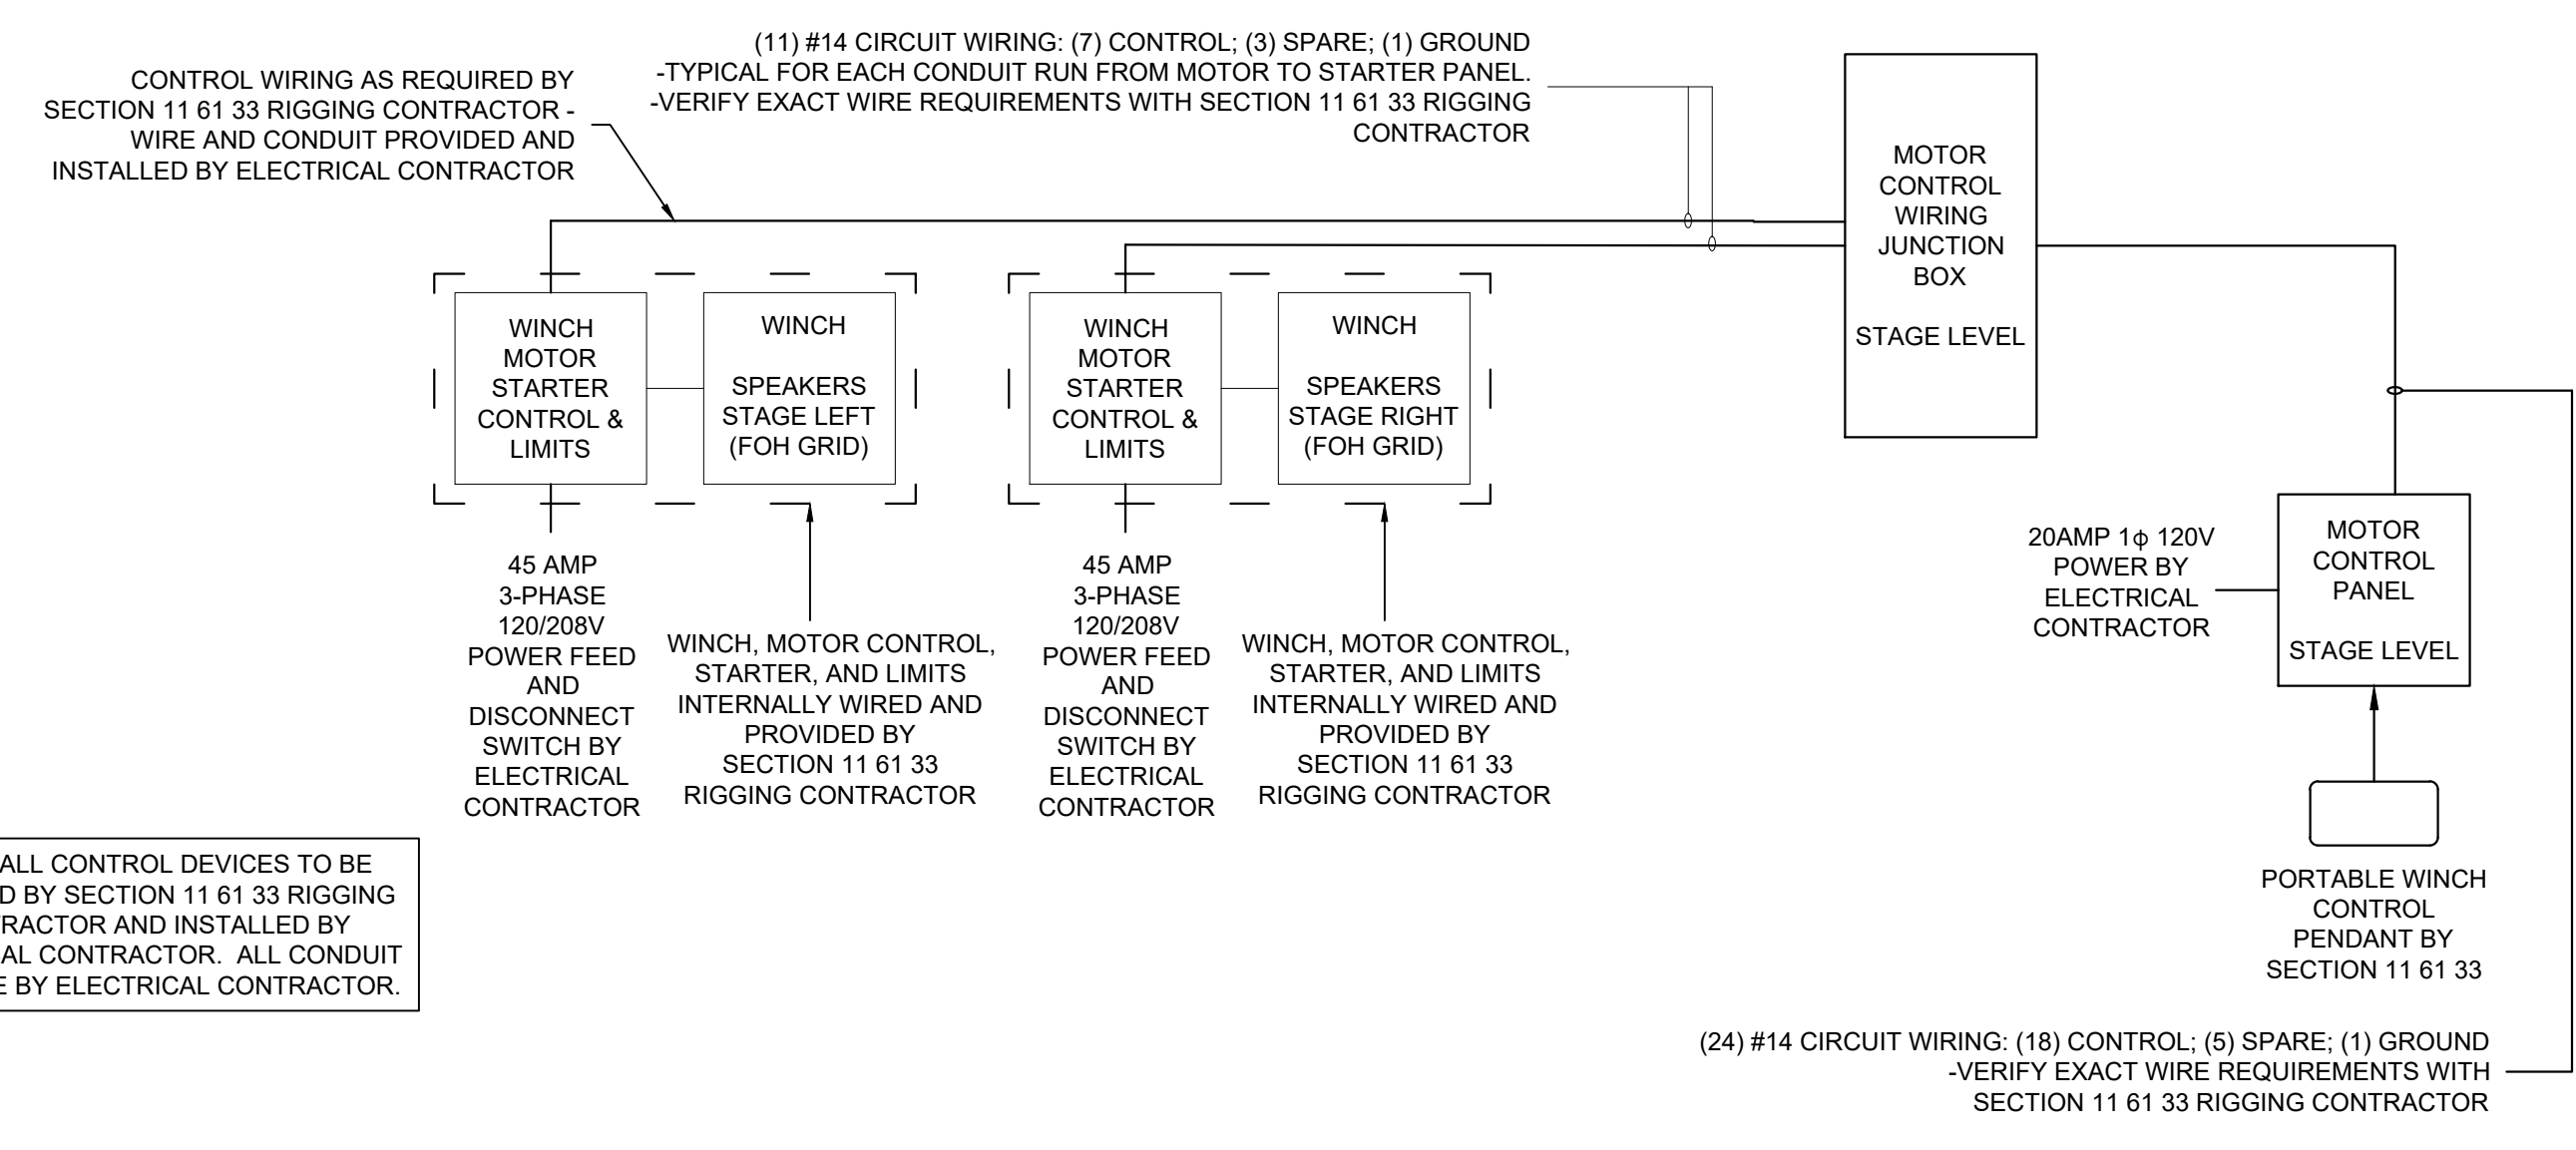 (11) #14 CIRCUIT WIRING: (7) CONTROL; (3) SPARE; (1) GROUND
-TYPICAL FOR EACH CONDUIT RUN FROM MOTOR TO STARTER PANEL.
-VERIFY EXACT WIRE REQUIREMENTS WITH SECTION 11 61 33 RIGGING
CONTRACTOR
CONTROL WIRING AS REQUIRED BY
SECTION 11 61 33 RIGGING CONTRACTOR -
WIRE AND CONDUIT PROVIDED AND
INSTALLED BY ELECTRICAL CONTRACTOR
MOTOR
CONTROL
WIRING
JUNCTION
BOX
STAGE LEVEL
WINCH
MOTOR
STARTER
CONTROL &
LIMITS
WINCH
SPEAKERS
STAGE LEFT
(FOH GRID)
WINCH
MOTOR
STARTER
CONTROL &
LIMITS
WINCH
SPEAKERS
STAGE RIGHT
(FOH GRID)
45 AMP
3-PHASE
120/208V
POWER FEED
AND
DISCONNECT
SWITCH BY
ELECTRICAL
CONTRACTOR
WINCH, MOTOR CONTROL,
STARTER, AND LIMITS
INTERNALLY WIRED AND
PROVIDED BY
SECTION 11 61 33
RIGGING CONTRACTOR
45 AMP
3-PHASE
120/208V
POWER FEED
AND
DISCONNECT
SWITCH BY
ELECTRICAL
CONTRACTOR
WINCH, MOTOR CONTROL,
STARTER, AND LIMITS
INTERNALLY WIRED AND
PROVIDED BY
SECTION 11 61 33
RIGGING CONTRACTOR
20AMP 1ϕ 120V
POWER BY
ELECTRICAL
CONTRACTOR
MOTOR
CONTROL
PANEL
STAGE LEVEL
PORTABLE WINCH
CONTROL
PENDANT BY
SECTION 11 61 33
ALL CONTROL DEVICES TO BE
BY SECTION 11 61 33 RIGGING
AND INSTALLED BY
CONTRACTOR. ALL CONDUIT
BY ELECTRICAL CONTRACTOR.
(24) #14 CIRCUIT WIRING: (18) CONTROL; (5) SPARE; (1) GROUND
-VERIFY EXACT WIRE REQUIREMENTS WITH
SECTION 11 61 33 RIGGING CONTRACTOR